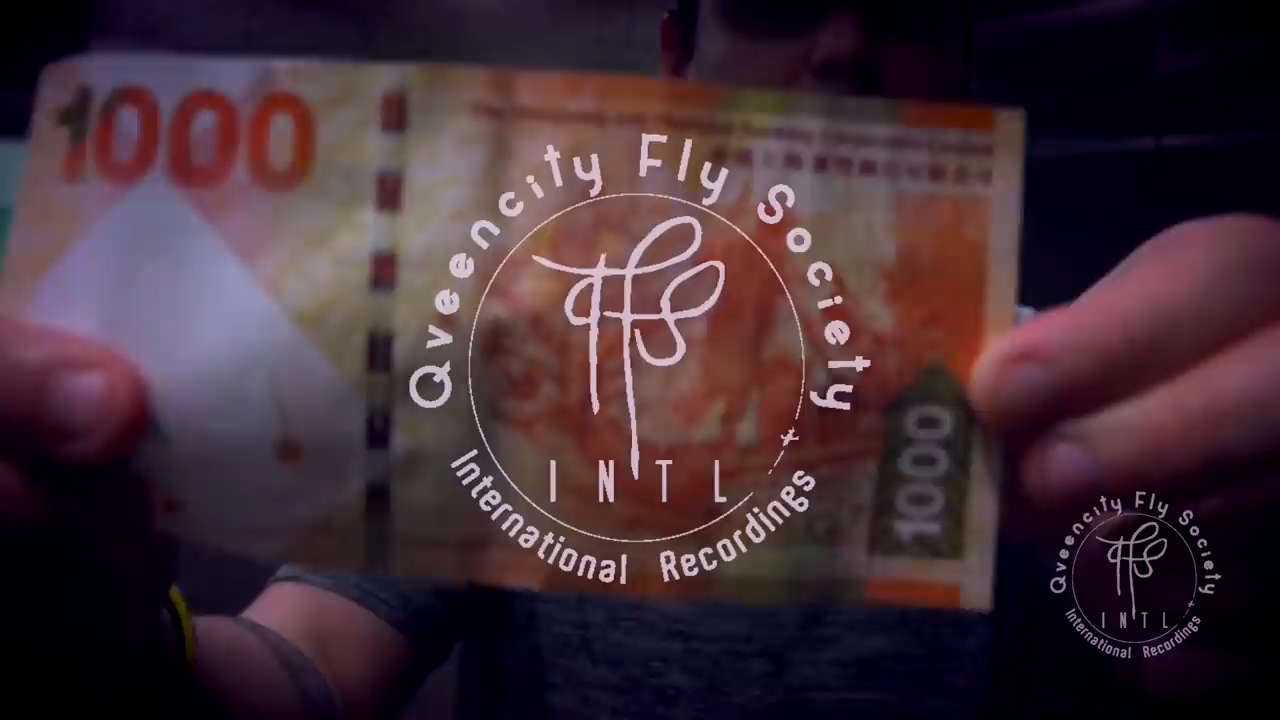 1000
Qveencity Fly Society
INTL
International Recordings
1000
Qveencity Fly Society
INTL
International Recordings